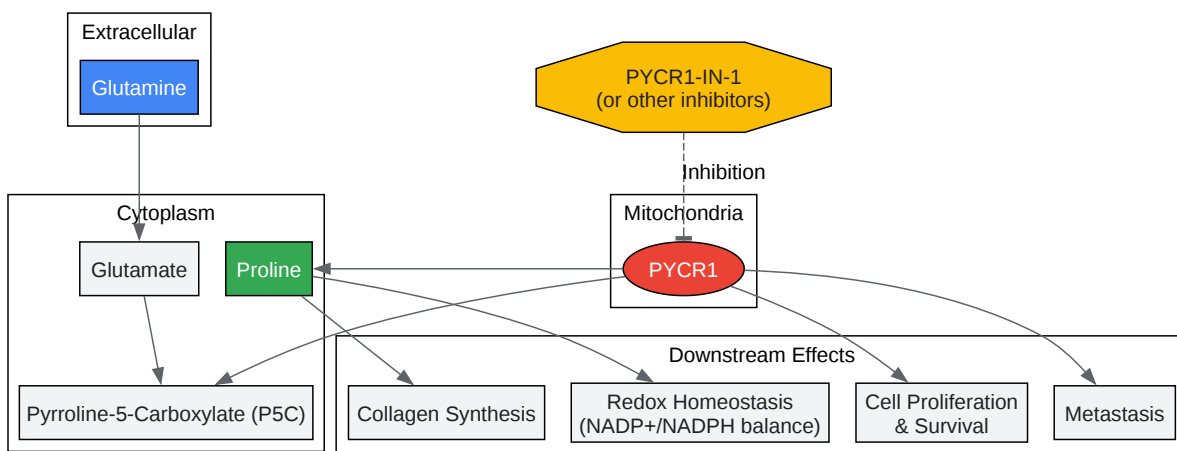 Extracellular
Glutamine
PYCR1-IN-1
(or other inhibitors)
Inhibition
Cytoplasm
Mitochondria
Glutamate
Proline
PYCR1
Downstream Effects
Pyrroline-5-Carboxylate (P5C)
Collagen Synthesis
Redox Homeostasis
(NADP+/NADPH balance)
Cell Proliferation
& Survival
Metastasis